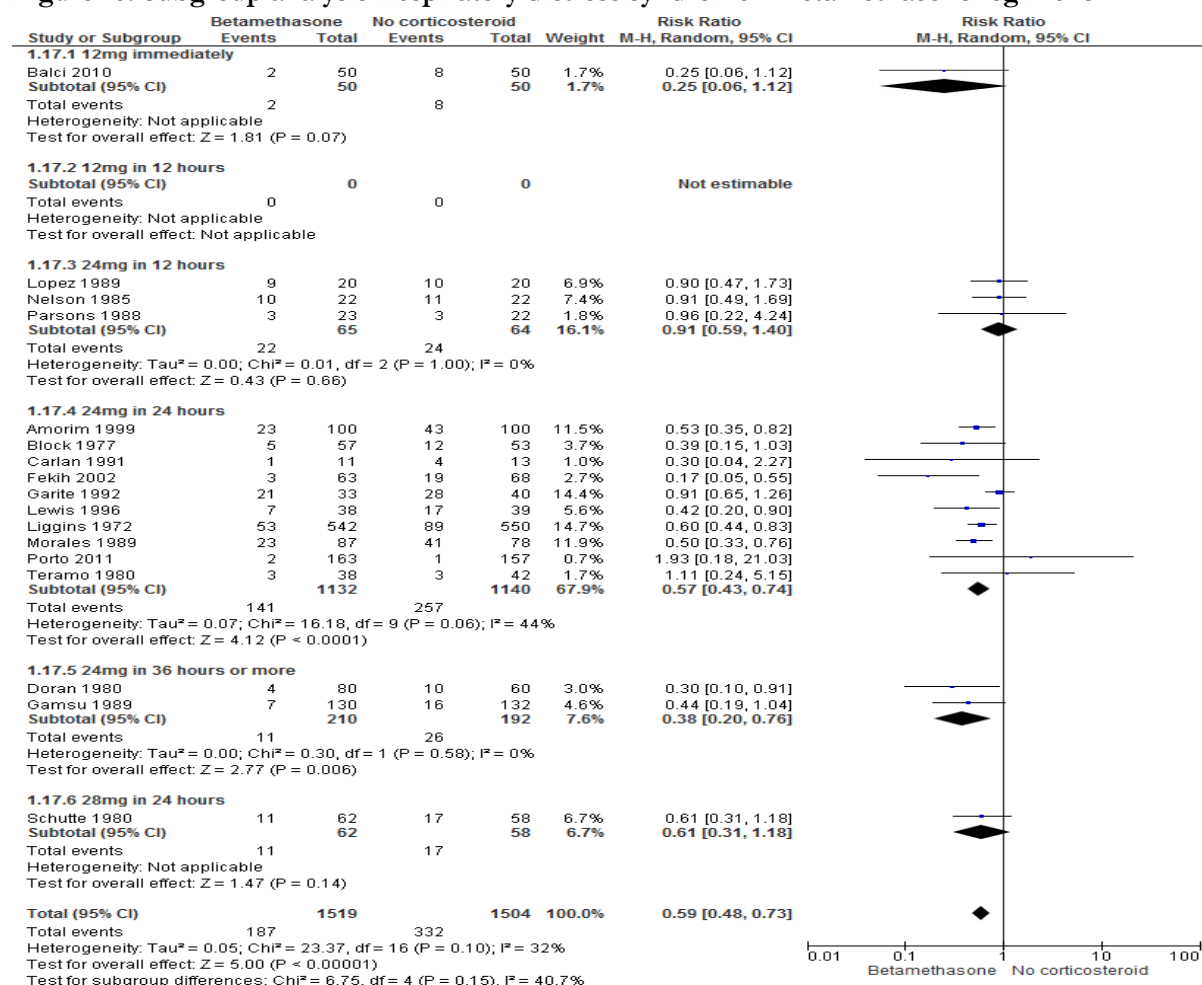 Betamethasone No corticosteroid Risk Ratio Risk Ratio
Study or Subgroup Events Total Events Total Weight M-H, Random, 95% CI M-H, Random, 95% CI
1.17.1 12mg immediately
Balci 2010 2 50 8 50 1.7% 0.25 [0.06, 1.12]
Subtotal (95% CI) 50 50 1.7% 0.25 [0.06, 1.12]
Total events 2 8
Heterogeneity: Not applicable
Test for overall effect: Z = 1.81 (P = 0.07)
1.17.2 12mg in 12 hours
Subtotal (95% CI) 0 0 Not estimable
Total events 0 0
Heterogeneity: Not applicable
Test for overall effect: Not applicable
1.17.3 24mg in 12 hours
Lopez 1989 9 20 10 20 6.9% 0.90 [0.47, 1.73]
Nelson 1985 10 22 11 22 7.4% 0.91 [0.49, 1.69]
Parsons 1988 3 23 3 22 1.8% 0.96 [0.22, 4.24]
Subtotal (95% CI) 65 64 16.1% 0.91 [0.59, 1.40]
Total events 22 24
Heterogeneity: Tau² = 0.00; Chi² = 0.01, df = 2 (P = 1.00); I² = 0%
Test for overall effect: Z = 0.43 (P = 0.66)
1.17.4 24mg in 24 hours
Amorim 1999 23 100 43 100 11.5% 0.53 [0.35, 0.82]
Block 1977 5 57 12 53 3.7% 0.39 [0.15, 1.03]
Carlan 1991 1 11 4 13 1.0% 0.30 [0.04, 2.27]
Fekih 2002 3 63 19 68 2.7% 0.17 [0.05, 0.55]
Garite 1992 21 33 28 40 14.4% 0.91 [0.65, 1.26]
Lewis 1996 7 38 17 39 5.6% 0.42 [0.20, 0.90]
Liggins 1972 53 542 89 550 14.7% 0.60 [0.44, 0.83]
Morales 1989 23 87 41 78 11.9% 0.50 [0.33, 0.76]
Porto 2011 2 163 1 157 0.7% 1.93 [0.18, 21.03]
Teramo 1980 3 38 3 42 1.7% 1.11 [0.24, 5.15]
Subtotal (95% CI) 1132 1140 67.9% 0.57 [0.43, 0.74]
Total events 141 257
Heterogeneity: Tau² = 0.07; Chi² = 16.18, df = 9 (P = 0.06); I² = 44%
Test for overall effect: Z = 4.12 (P < 0.0001)
1.17.5 24mg in 36 hours or more
Doran 1980 4 80 10 60 3.0% 0.30 [0.10, 0.91]
Gamsu 1989 7 130 16 132 4.6% 0.44 [0.19, 1.04]
Subtotal (95% CI) 210 192 7.6% 0.38 [0.20, 0.76]
Total events 11 26
Heterogeneity: Tau² = 0.00; Chi² = 0.30, df = 1 (P = 0.58); I² = 0%
Test for overall effect: Z = 2.77 (P = 0.006)
1.17.6 28mg in 24 hours
Schutte 1980 11 62 17 58 6.7% 0.61 [0.31, 1.18]
Subtotal (95% CI) 62 58 6.7% 0.61 [0.31, 1.18]
Total events 11 17
Heterogeneity: Not applicable
Test for overall effect: Z = 1.47 (P = 0.14)
Total (95% CI) 1519 1504 100.0% 0.59 [0.48, 0.73]
Total events 187 332
Heterogeneity: Tau² = 0.05; Chi² = 23.37, df = 16 (P = 0.10); I² = 32%
Test for overall effect: Z = 5.00 (P < 0.00001)
Test for subgroup differences: Chi² = 6.75, df = 4 (P = 0.15), I² = 40.7%
0.01 0.1 1 10 100
Betamethasone No corticosteroid